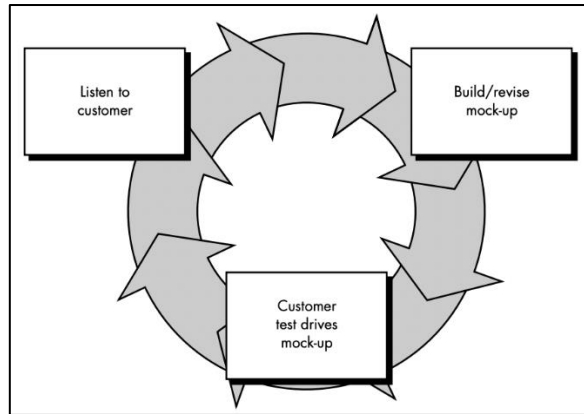 Listen to
customer
Build/revise
mock-up
Customer
test drives
mock-up